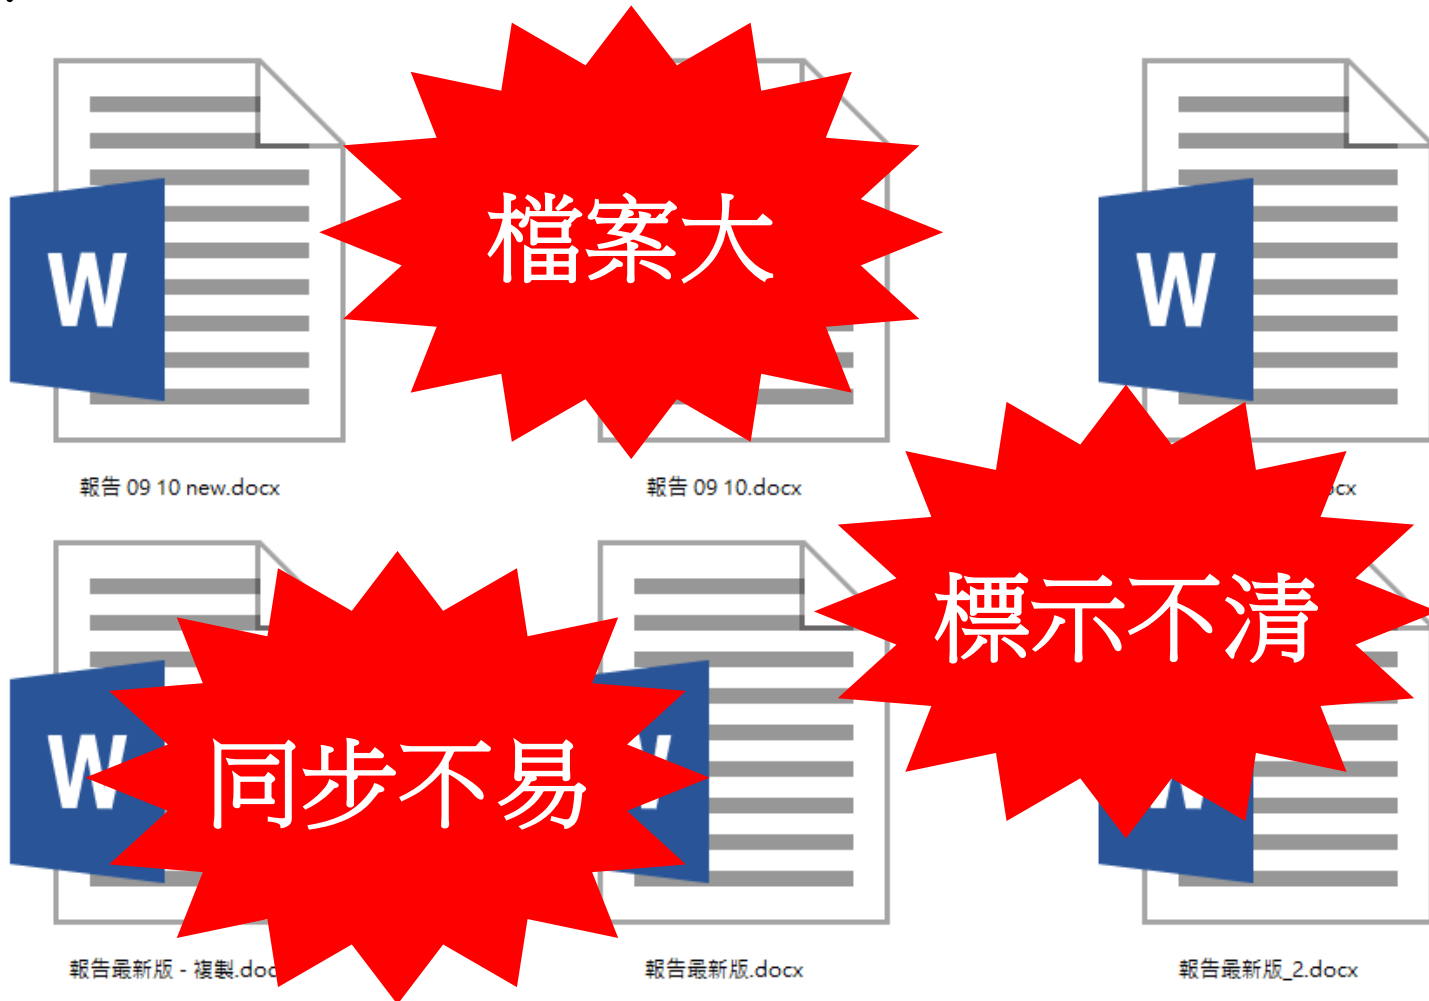 檔案大
W
W
報告 09 10 new.docx
報告 09 10.docx
標示不清
W
同步不易
報告最新版 - 複製.doc
報告最新版.docx
報告最新版_2.docx